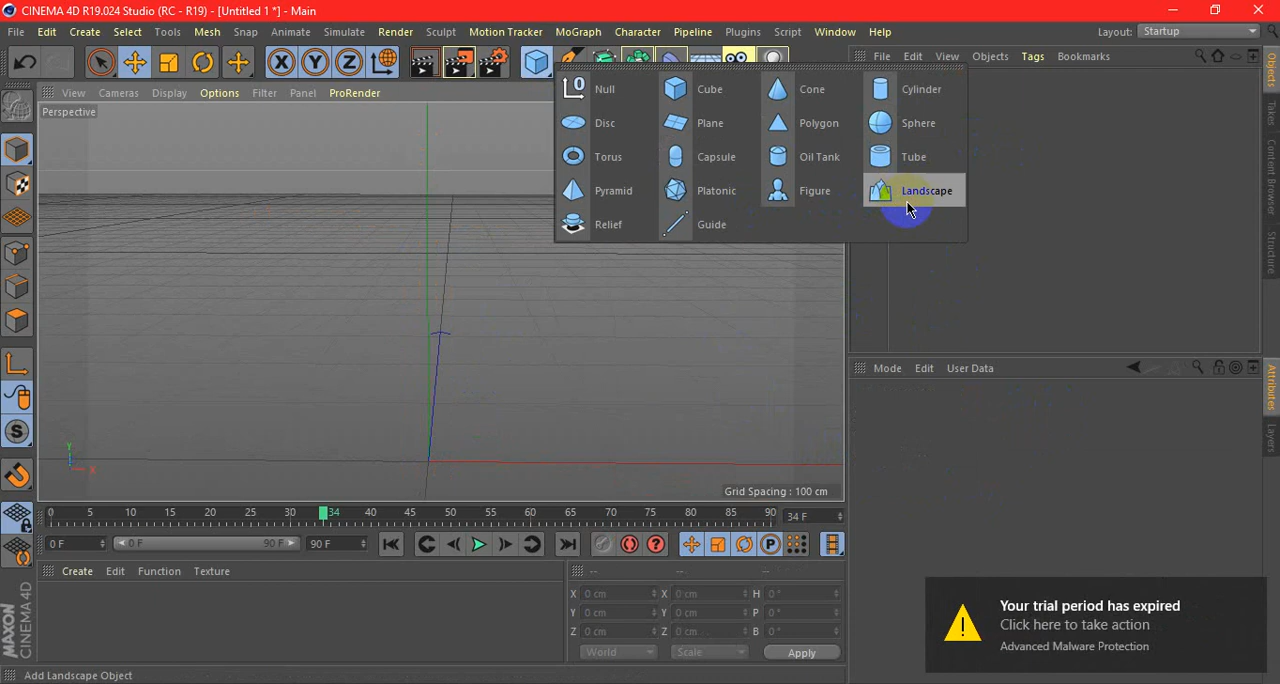 CINEMA 4D R19.024 Studio (RC - R19) - [Untitled 1 *] - Main
File Edit Create Select Tools Mesh Snap Animate Simulate Render Sculpt Motion Tracker MoGraph Character Pipeline Plugins Script Window Help Layout: Startup
File Edit View Objects Tags Bookmarks
View Cameras Display Options Filter Panel ProRender
Perspective
Null Cube Cone Cylinder
Disc Plane Polygon Sphere
Torus Capsule Oil Tank Tube
Pyramid Platonic Figure Landscape
Relief Guide
Objects
Takes
Content Browser
Structure
Mode Edit User Data
Attributes
Layers
Y
X
Grid Spacing : 100 cm
0 5 10 15 20 25 30 34 40 45 50 55 60 65 70 75 80 85 90 34 F
0 F 0 F 90 F 90 F
Create Edit Function Texture
-- -- --
X 0 cm X 0 cm H 0°
Y 0 cm Y 0 cm P 0°
Z 0 cm Z 0 cm B 0°
World Scale Apply
MAXON
CINEMA 4D
Add Landscape Object
Your trial period has expired
Click here to take action
Advanced Malware Protection